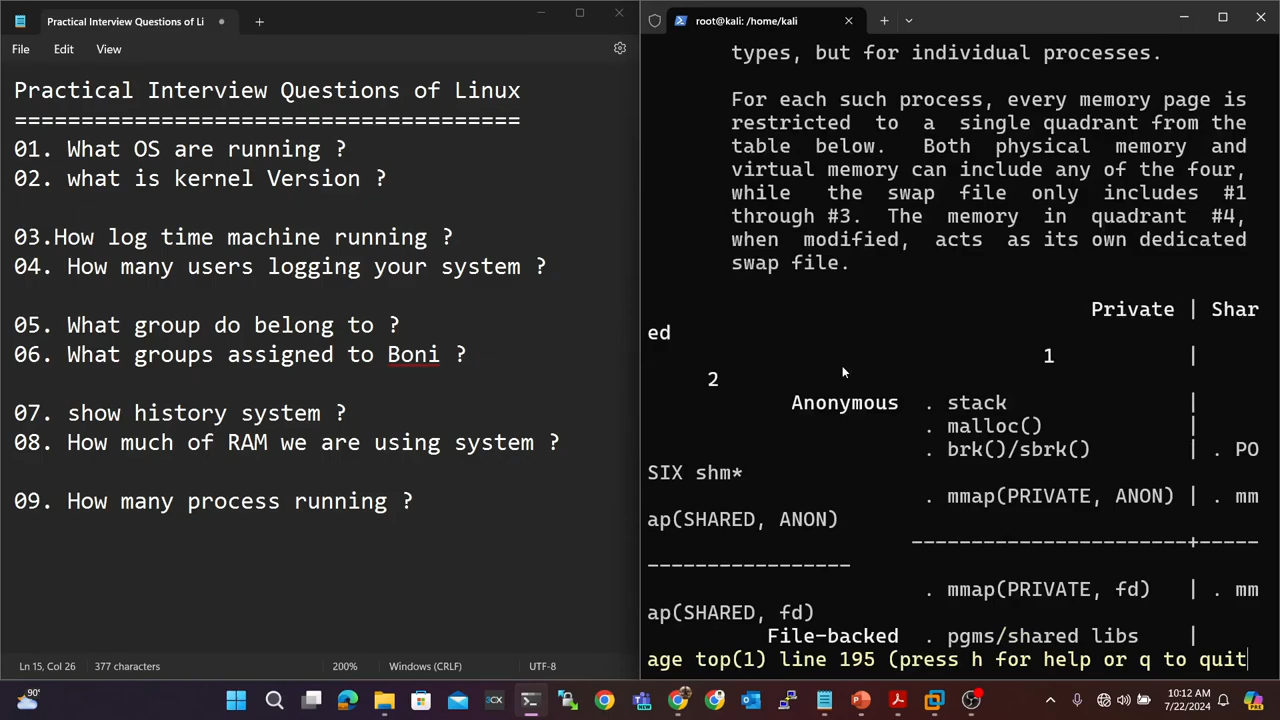 Practical Interview Questions of Li
File Edit View
Practical Interview Questions of Linux
======================================
01. What OS are running ?
02. what is kernel Version ?
03.How log time machine running ?
04. How many users logging your system ?
05. What group do belong to ?
06. What groups assigned to Boni ?
07. show history system ?
08. How much of RAM we are using system ?
09. How many process running ?
Ln 15, Col 26 377 characters 200% Windows (CRLF) UTF-8
root@kali: /home/kali
types, but for individual processes.
For each such process, every memory page is
restricted to a single quadrant from the
table below. Both physical memory and
virtual memory can include any of the four,
while the swap file only includes #1
through #3. The memory in quadrant #4,
when modified, acts as its own dedicated
swap file.
Private | Shar
ed
1 |
2
Anonymous . stack |
. malloc() |
. brk()/sbrk() | . PO
SIX shm*
. mmap(PRIVATE, ANON) | . mm
ap(SHARED, ANON)
-----------------------+-----
-----------------
. mmap(PRIVATE, fd) | . mm
ap(SHARED, fd)
File-backed . pgms/shared libs |
age top(1) line 195 (press h for help or q to quit
90°
10:12 AM
7/22/2024